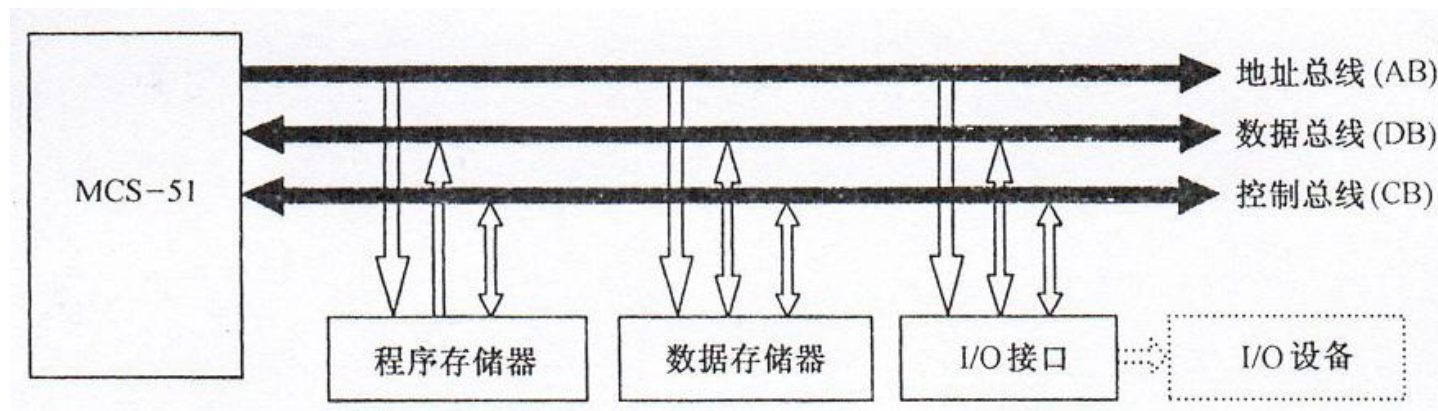 地址总线(AB)
数据总线(DB)
MCS-51
控制总线(CB)
程序存储器
数据存储器
I/O接口
I/O设备